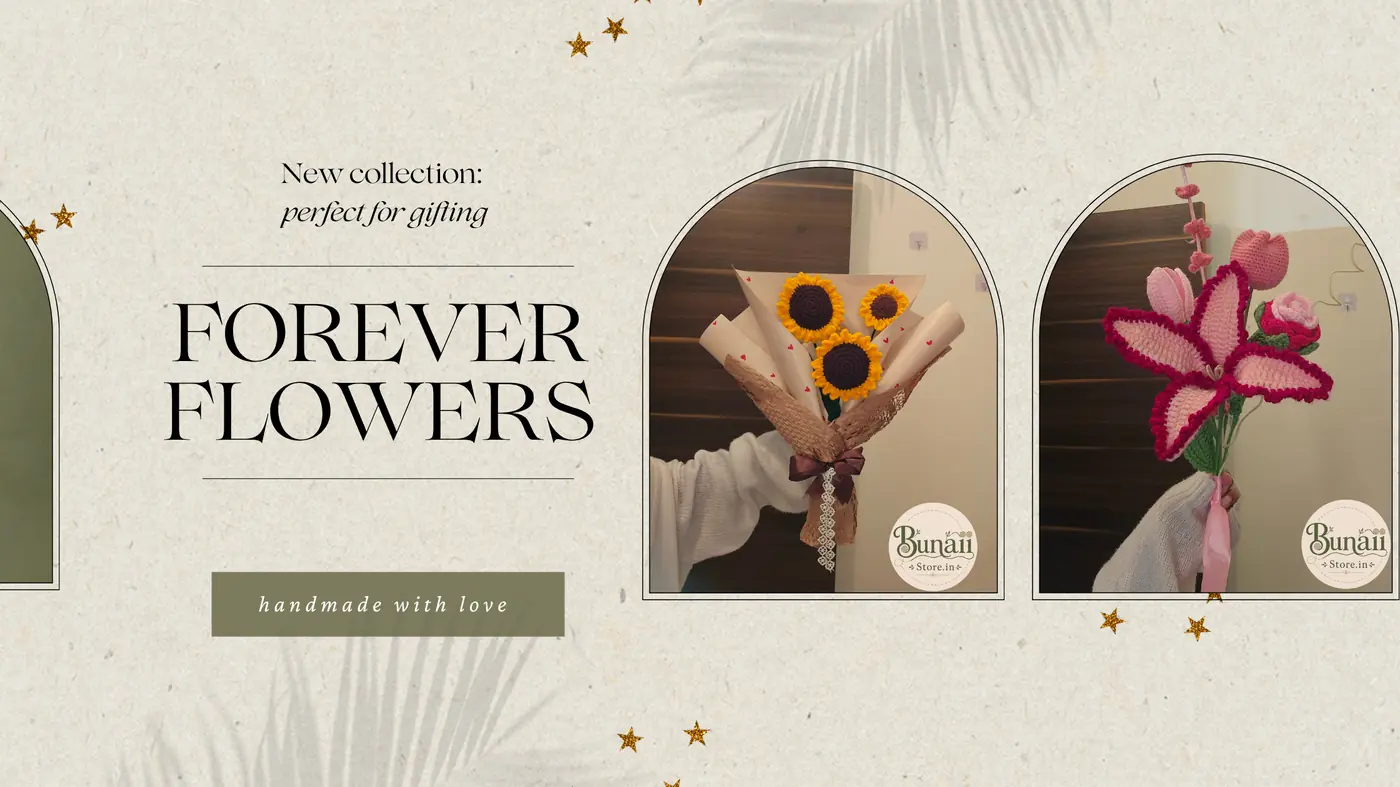 New collection:
perfect for gifting
FOREVER
FLOWERS
handmade with love
Bunaii
Store.in
Bunaii
Store.in